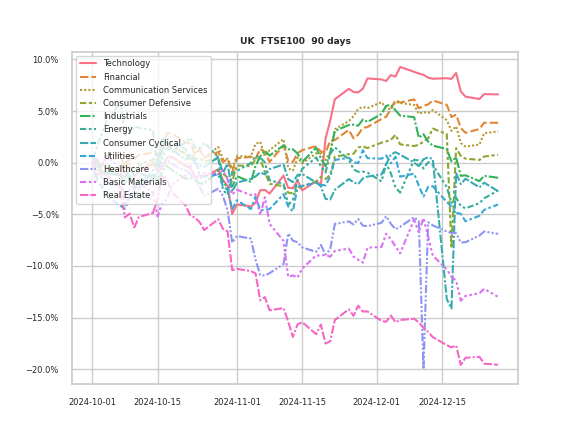 UK  FTSE100  90 days
10.0%
5.0%
0.0%
−5.0%
−10.0%
−15.0%
−20.0%
Technology
Financial
Communication Services
Consumer Defensive
Industrials
Energy
Consumer Cyclical
Utilities
Healthcare
Basic Materials
Real Estate
2024-10-01 2024-10-15 2024-11-01 2024-11-15 2024-12-01 2024-12-15